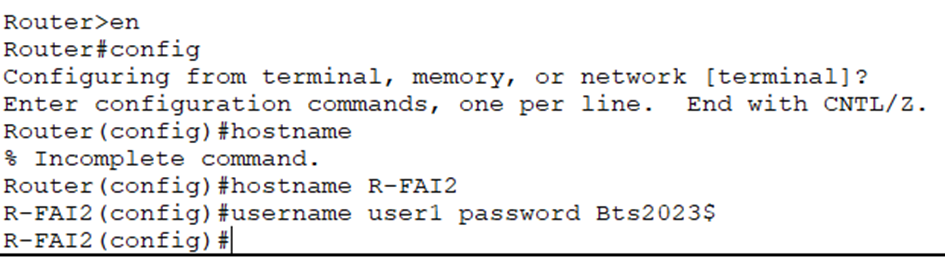 Router>en
Router#config
Configuring from terminal, memory, or network [terminal]?
Enter configuration commands, one per line.  End with CNTL/Z.
Router(config)#hostname
% Incomplete command.
Router(config)#hostname R-FAI2
R-FAI2(config)#username user1 password Bts2023$
R-FAI2(config)#